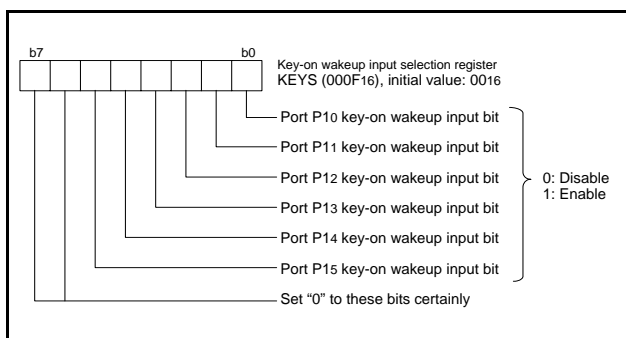 b7 b0
Key-on wakeup input selection register
KEYS (000F16), initial value: 0016
Port P10 key-on wakeup input bit
Port P11 key-on wakeup input bit
Port P12 key-on wakeup input bit
Port P13 key-on wakeup input bit
Port P14 key-on wakeup input bit
Port P15 key-on wakeup input bit
Set “0” to these bits certainly
0: Disable
1: Enable